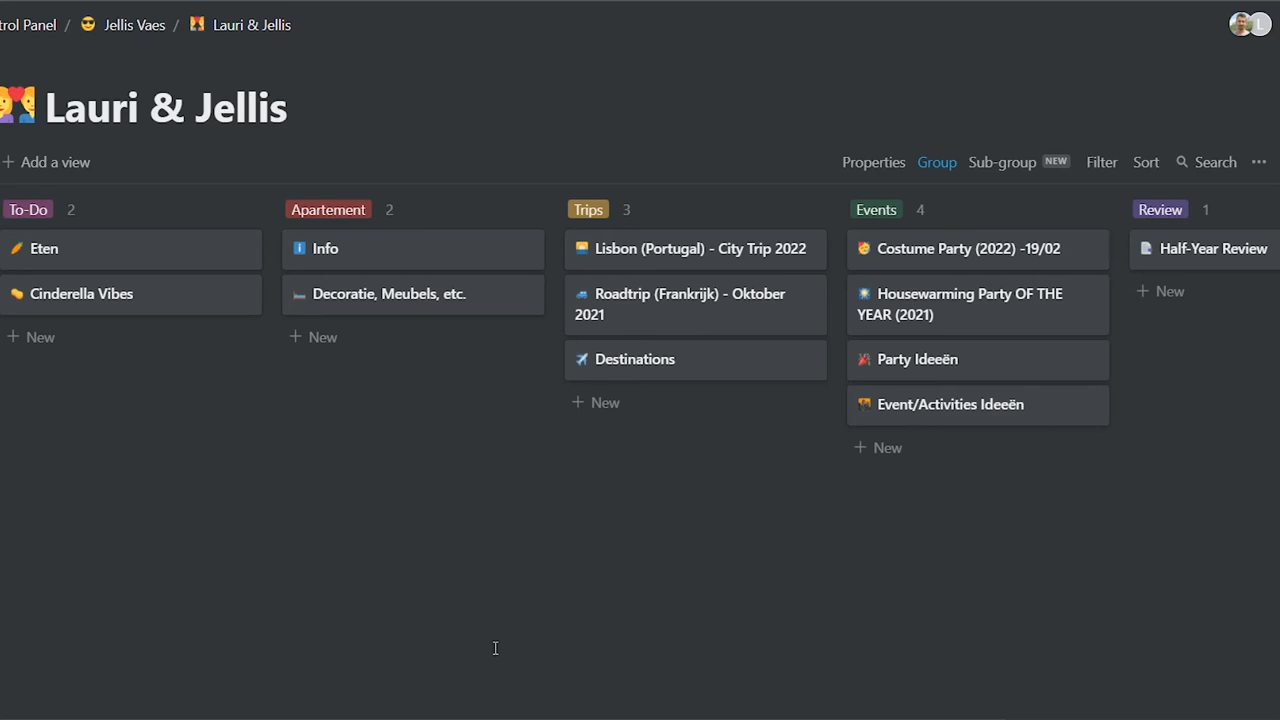 trol Panel / Jellis Vaes / Lauri & Jellis
L
Lauri & Jellis
+ Add a view
Properties Group Sub-group NEW Filter Sort Search ...
To-Do 2
Eten
Cinderella Vibes
+ New
Apartement 2
Info
Decoratie, Meubels, etc.
+ New
Trips 3
Lisbon (Portugal) - City Trip 2022
Roadtrip (Frankrijk) - Oktober
2021
Destinations
+ New
Events 4
Costume Party (2022) -19/02
Housewarming Party OF THE
YEAR (2021)
Party Ideeën
Event/Activities Ideeën
+ New
Review 1
Half-Year Review
+ New